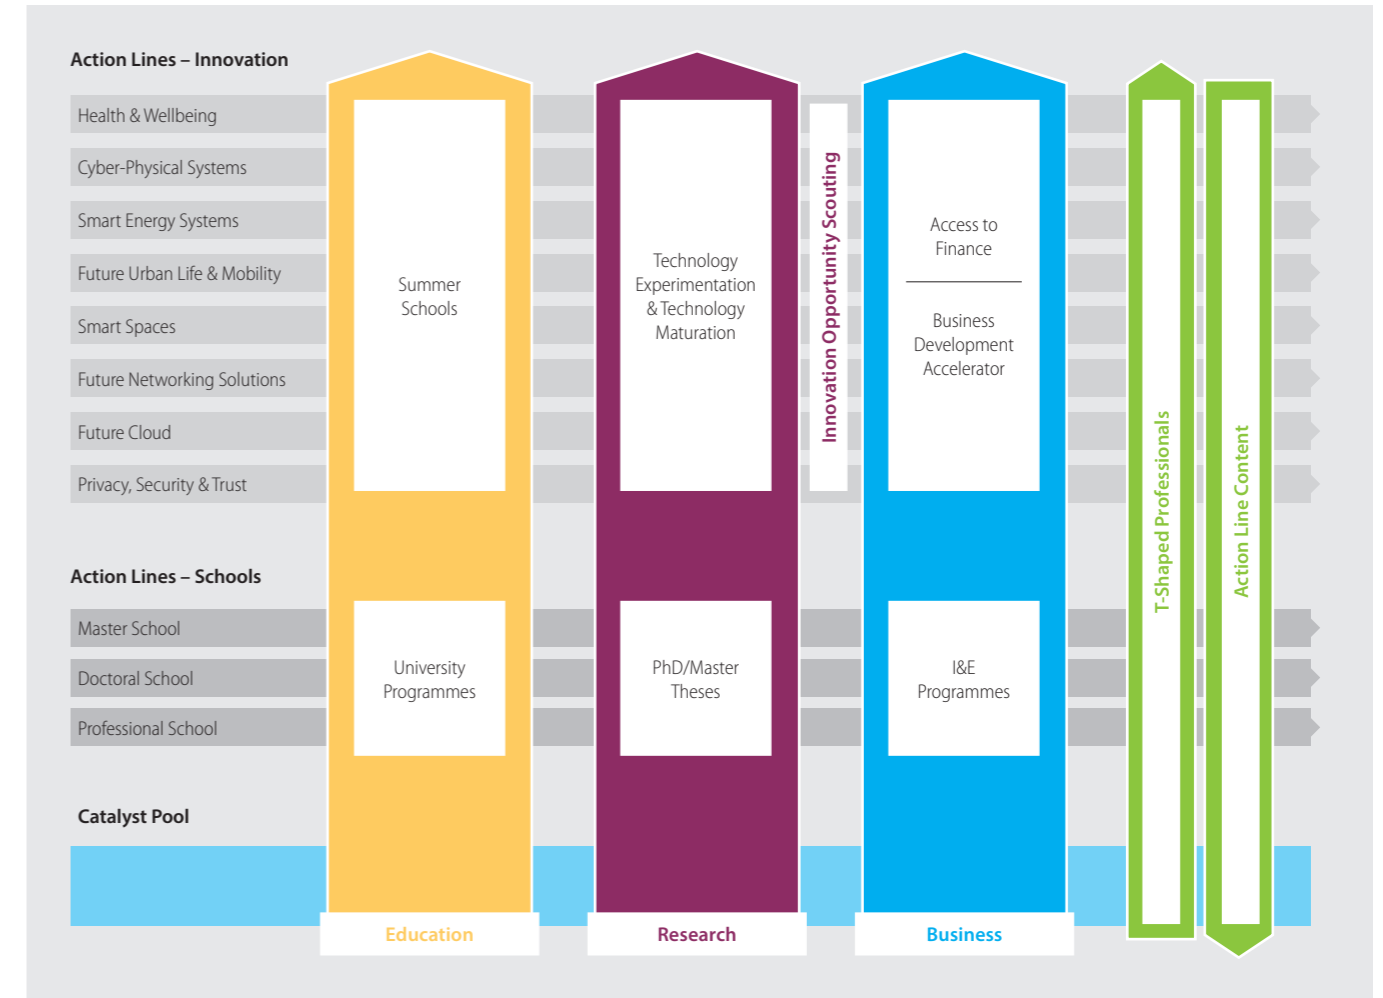 Action Lines – Innovation
Health & Wellbeing
Cyber-Physical Systems
Smart Energy Systems
Future Urban Life & Mobility
Smart Spaces
Future Networking Solutions
Future Cloud
Privacy, Security & Trust
Summer
Schools
Technology
Experimentation
& Technology
Maturation
Innovation Opportunity Scouting
Access to
Finance
Business
Development
Accelerator
T-Shaped Professionals
Action Line Content
Action Lines – Schools
Master School
Doctoral School
Professional School
University
Programmes
PhD/Master
Theses
I&E
Programmes
Catalyst Pool
Education
Research
Business